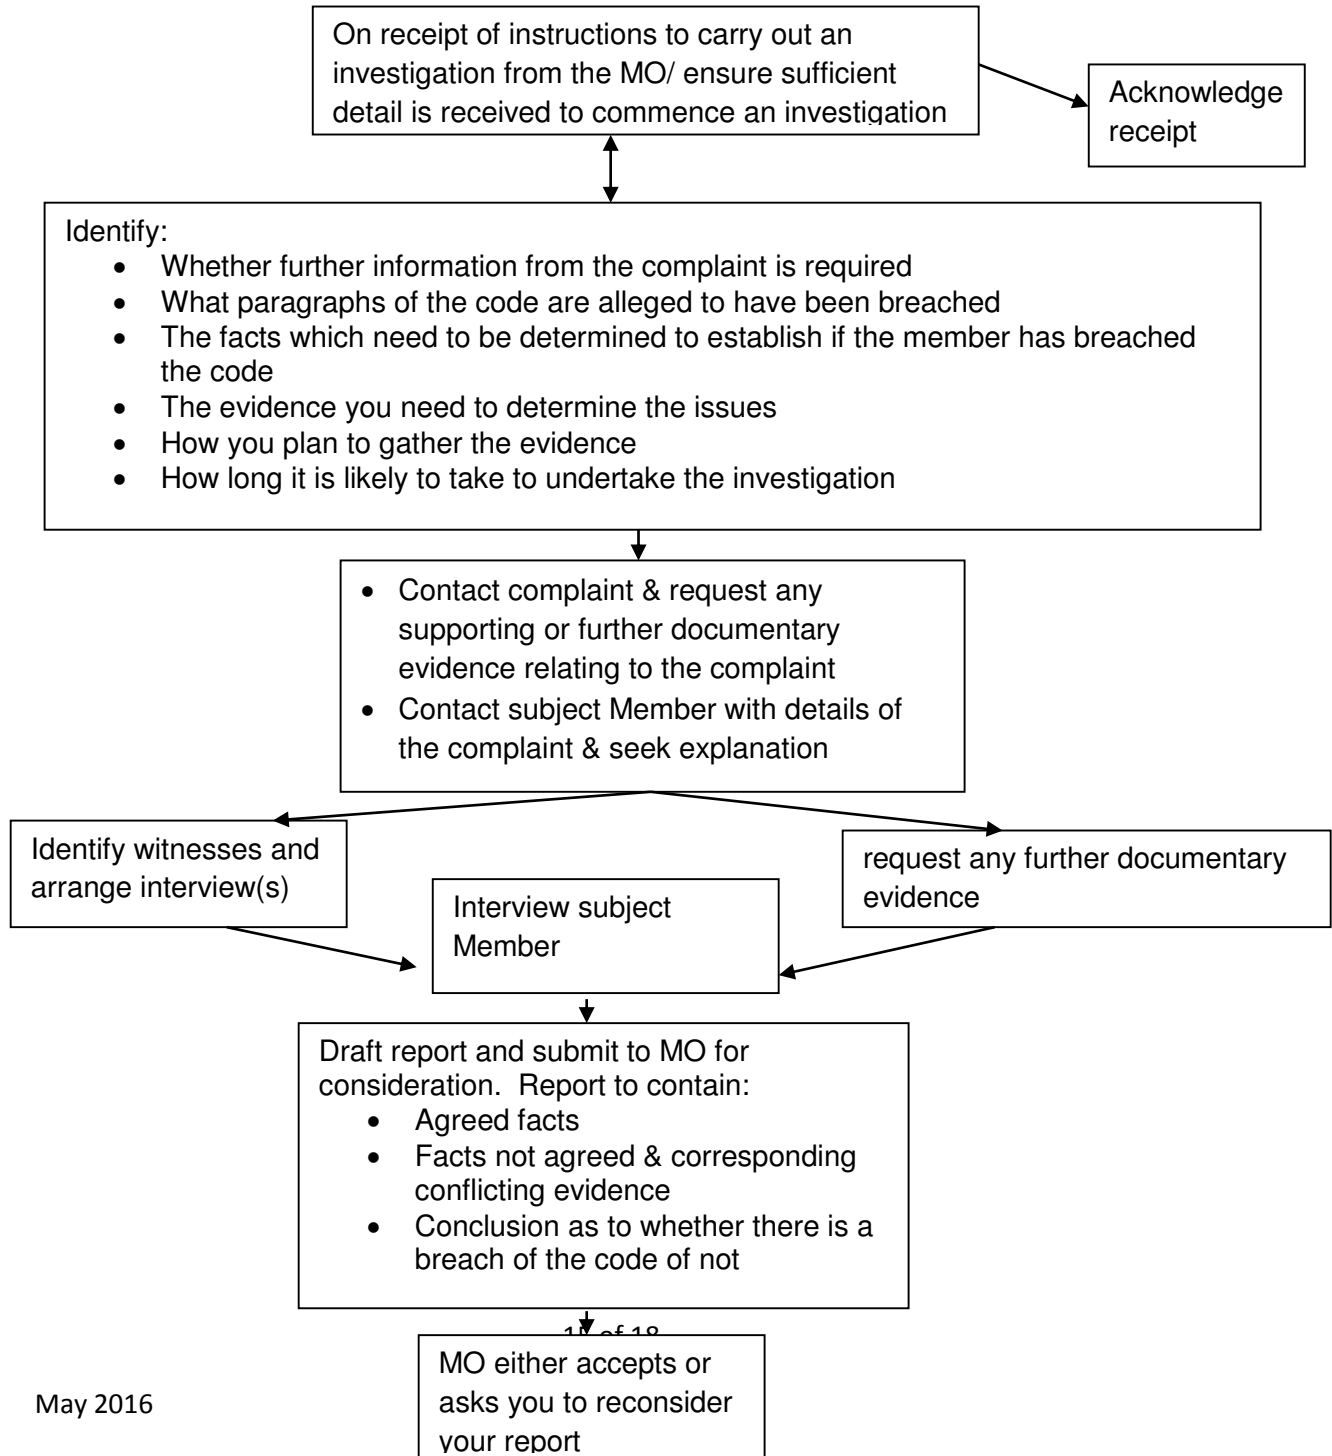 On receipt of instructions to carry out an
investigation from the MO/ ensure sufficient
detail is received to commence an investigation
Acknowledge
receipt
Identify:
• Whether further information from the complaint is required
• What paragraphs of the code are alleged to have been breached
• The facts which need to be determined to establish if the member has breached
the code
• The evidence you need to determine the issues
• How you plan to gather the evidence
• How long it is likely to take to undertake the investigation
• Contact complaint & request any
supporting or further documentary
evidence relating to the complaint
• Contact subject Member with details of
the complaint & seek explanation
Identify witnesses and
arrange interview(s)
Interview subject
Member
request any further documentary
evidence
Draft report and submit to MO for
consideration.  Report to contain:
• Agreed facts
• Facts not agreed & corresponding
conflicting evidence
• Conclusion as to whether there is a
breach of the code of not
of 18
MO either accepts or
asks you to reconsider
your report
May 2016